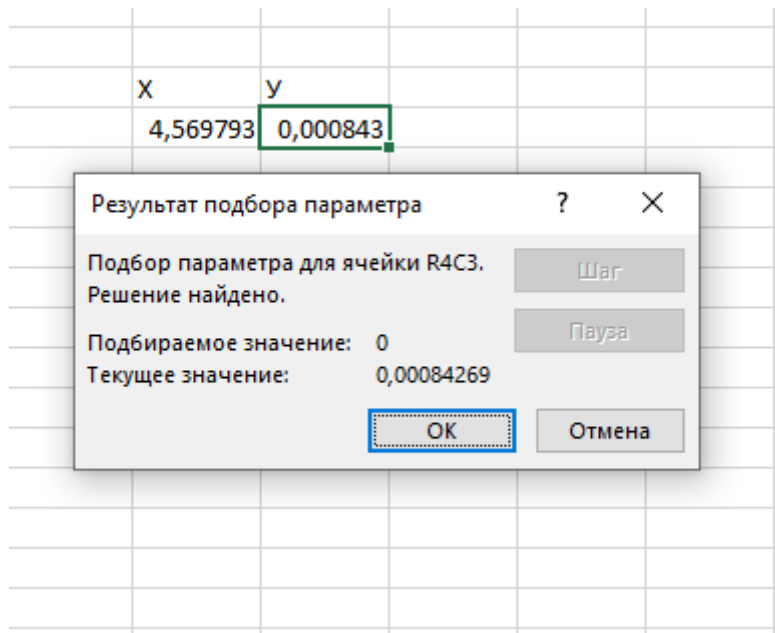 X У
4,569793 0,000843
Результат подбора параметра ?
Подбор параметра для ячейки R4C3.
Решение найдено.
Шаг
Подбираемое значение: 0
Пауза
Текущее значение: 0,00084269
ОК Отмена